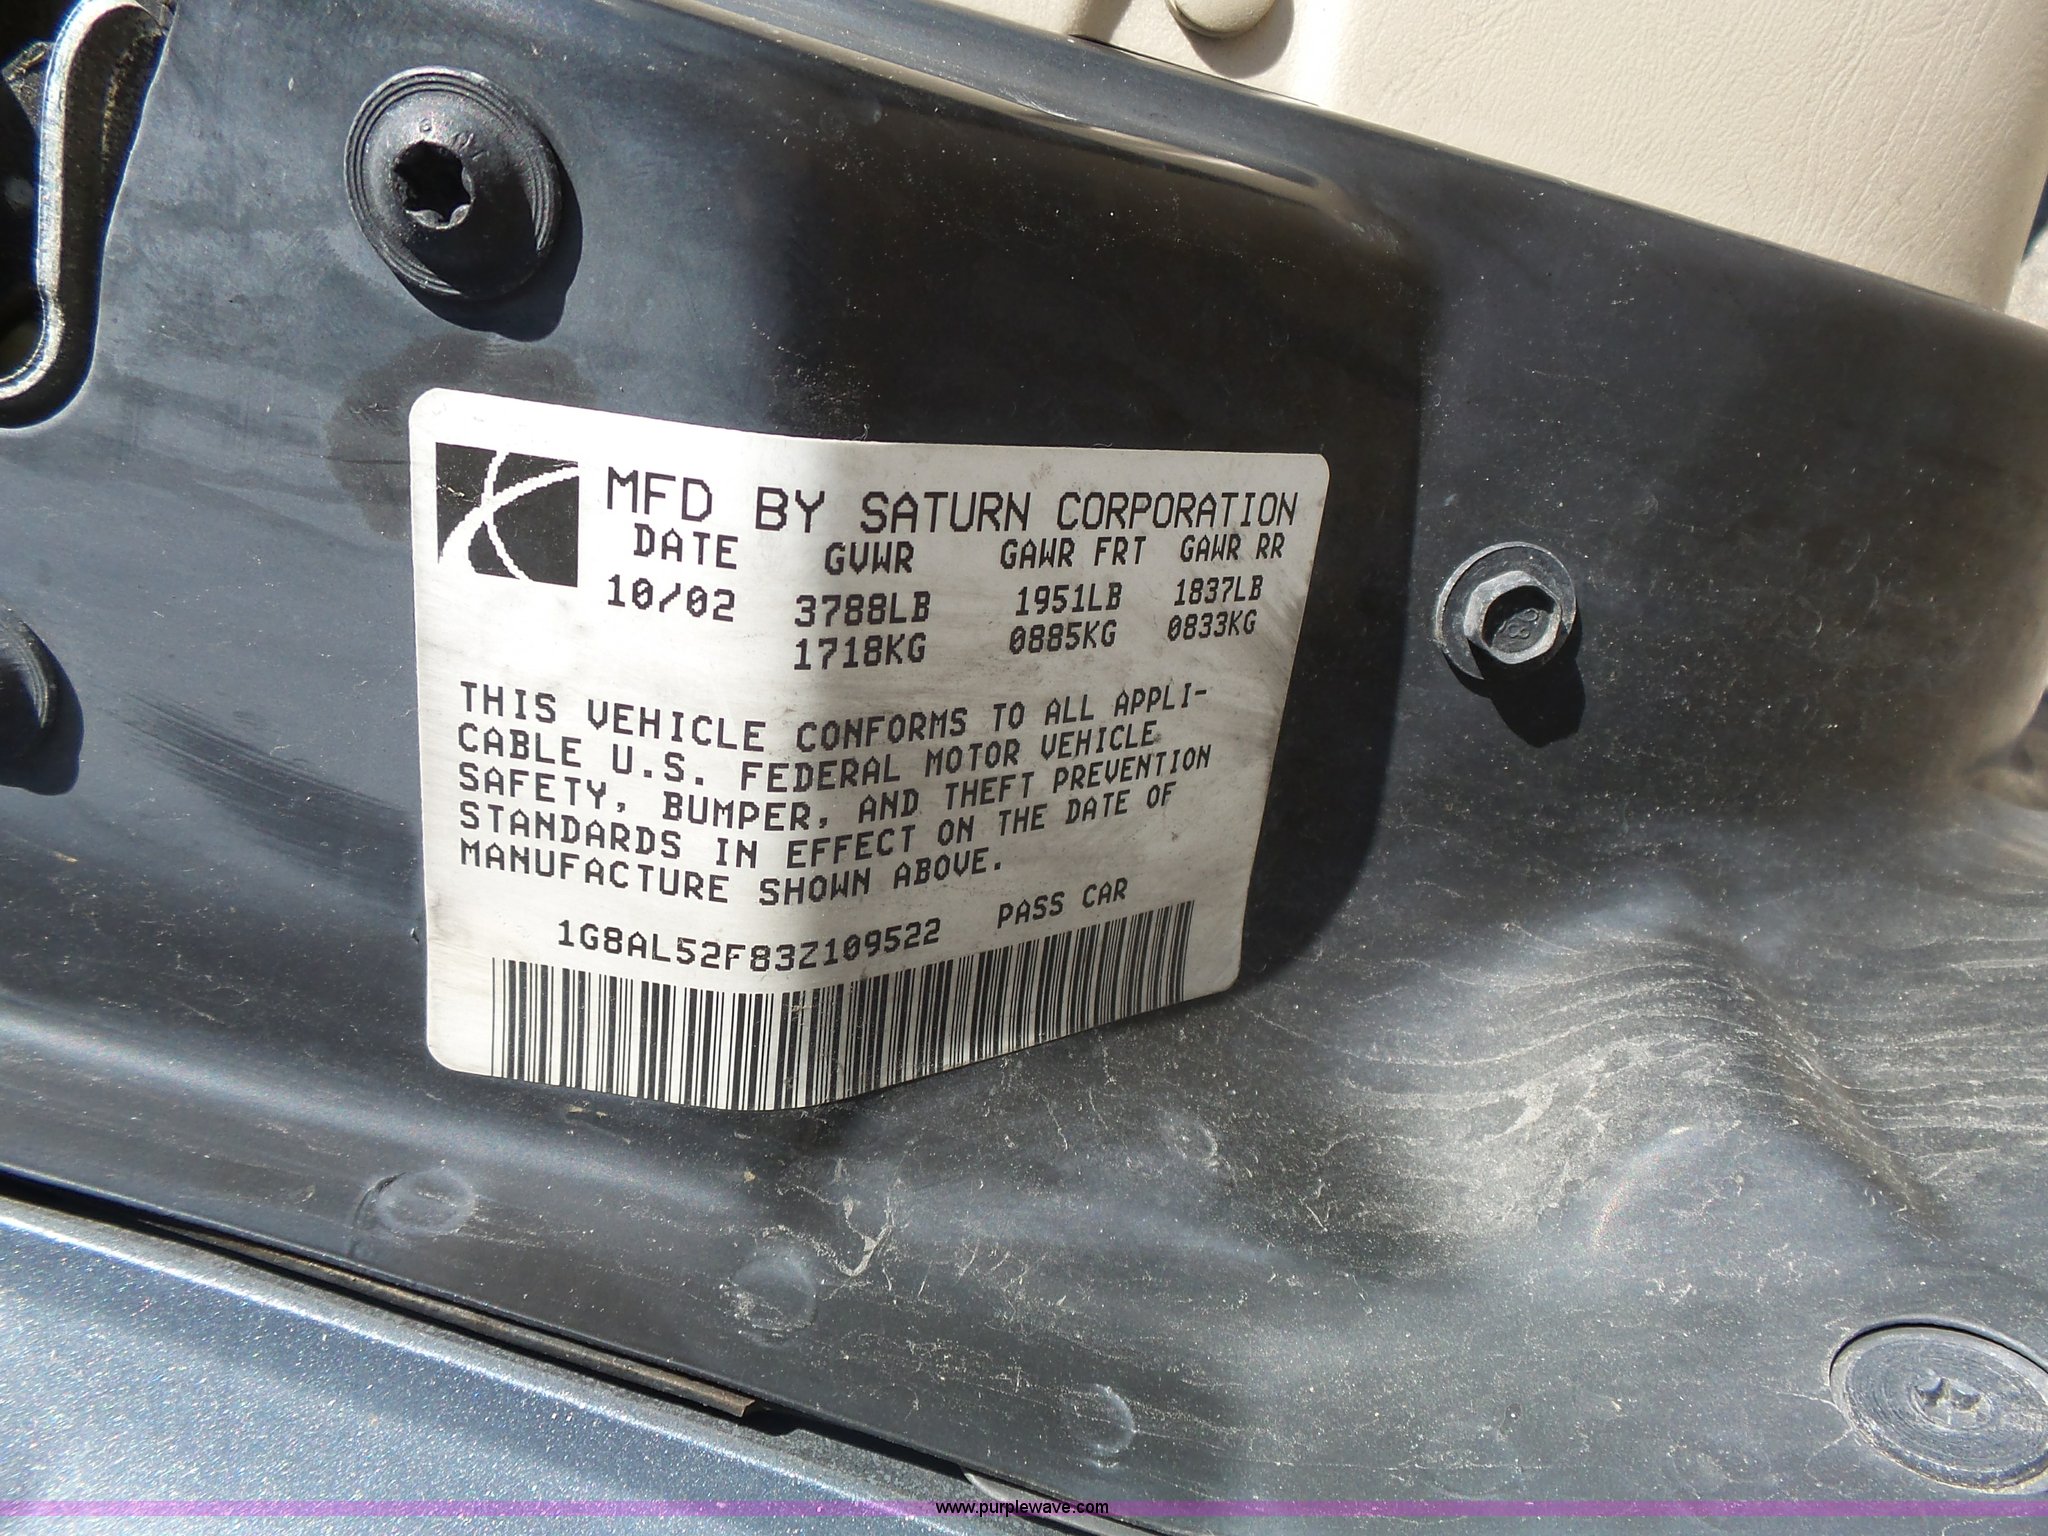 MFD BY SATURN CORPORATION
DATE GVWR GAWR FRT GAWR RR
10/02 3788LB 1951LB 1837LB
1718KG 0885KG 0833KG
THIS VEHICLE CONFORMS TO ALL APPLI-
CABLE U.S. FEDERAL MOTOR VEHICLE
SAFETY, BUMPER, AND THEFT PREVENTION
STANDARDS IN EFFECT ON THE DATE OF
MANUFACTURE SHOWN ABOVE.
1G8AL52F83Z109522 PASS CAR
www.purplewave.com